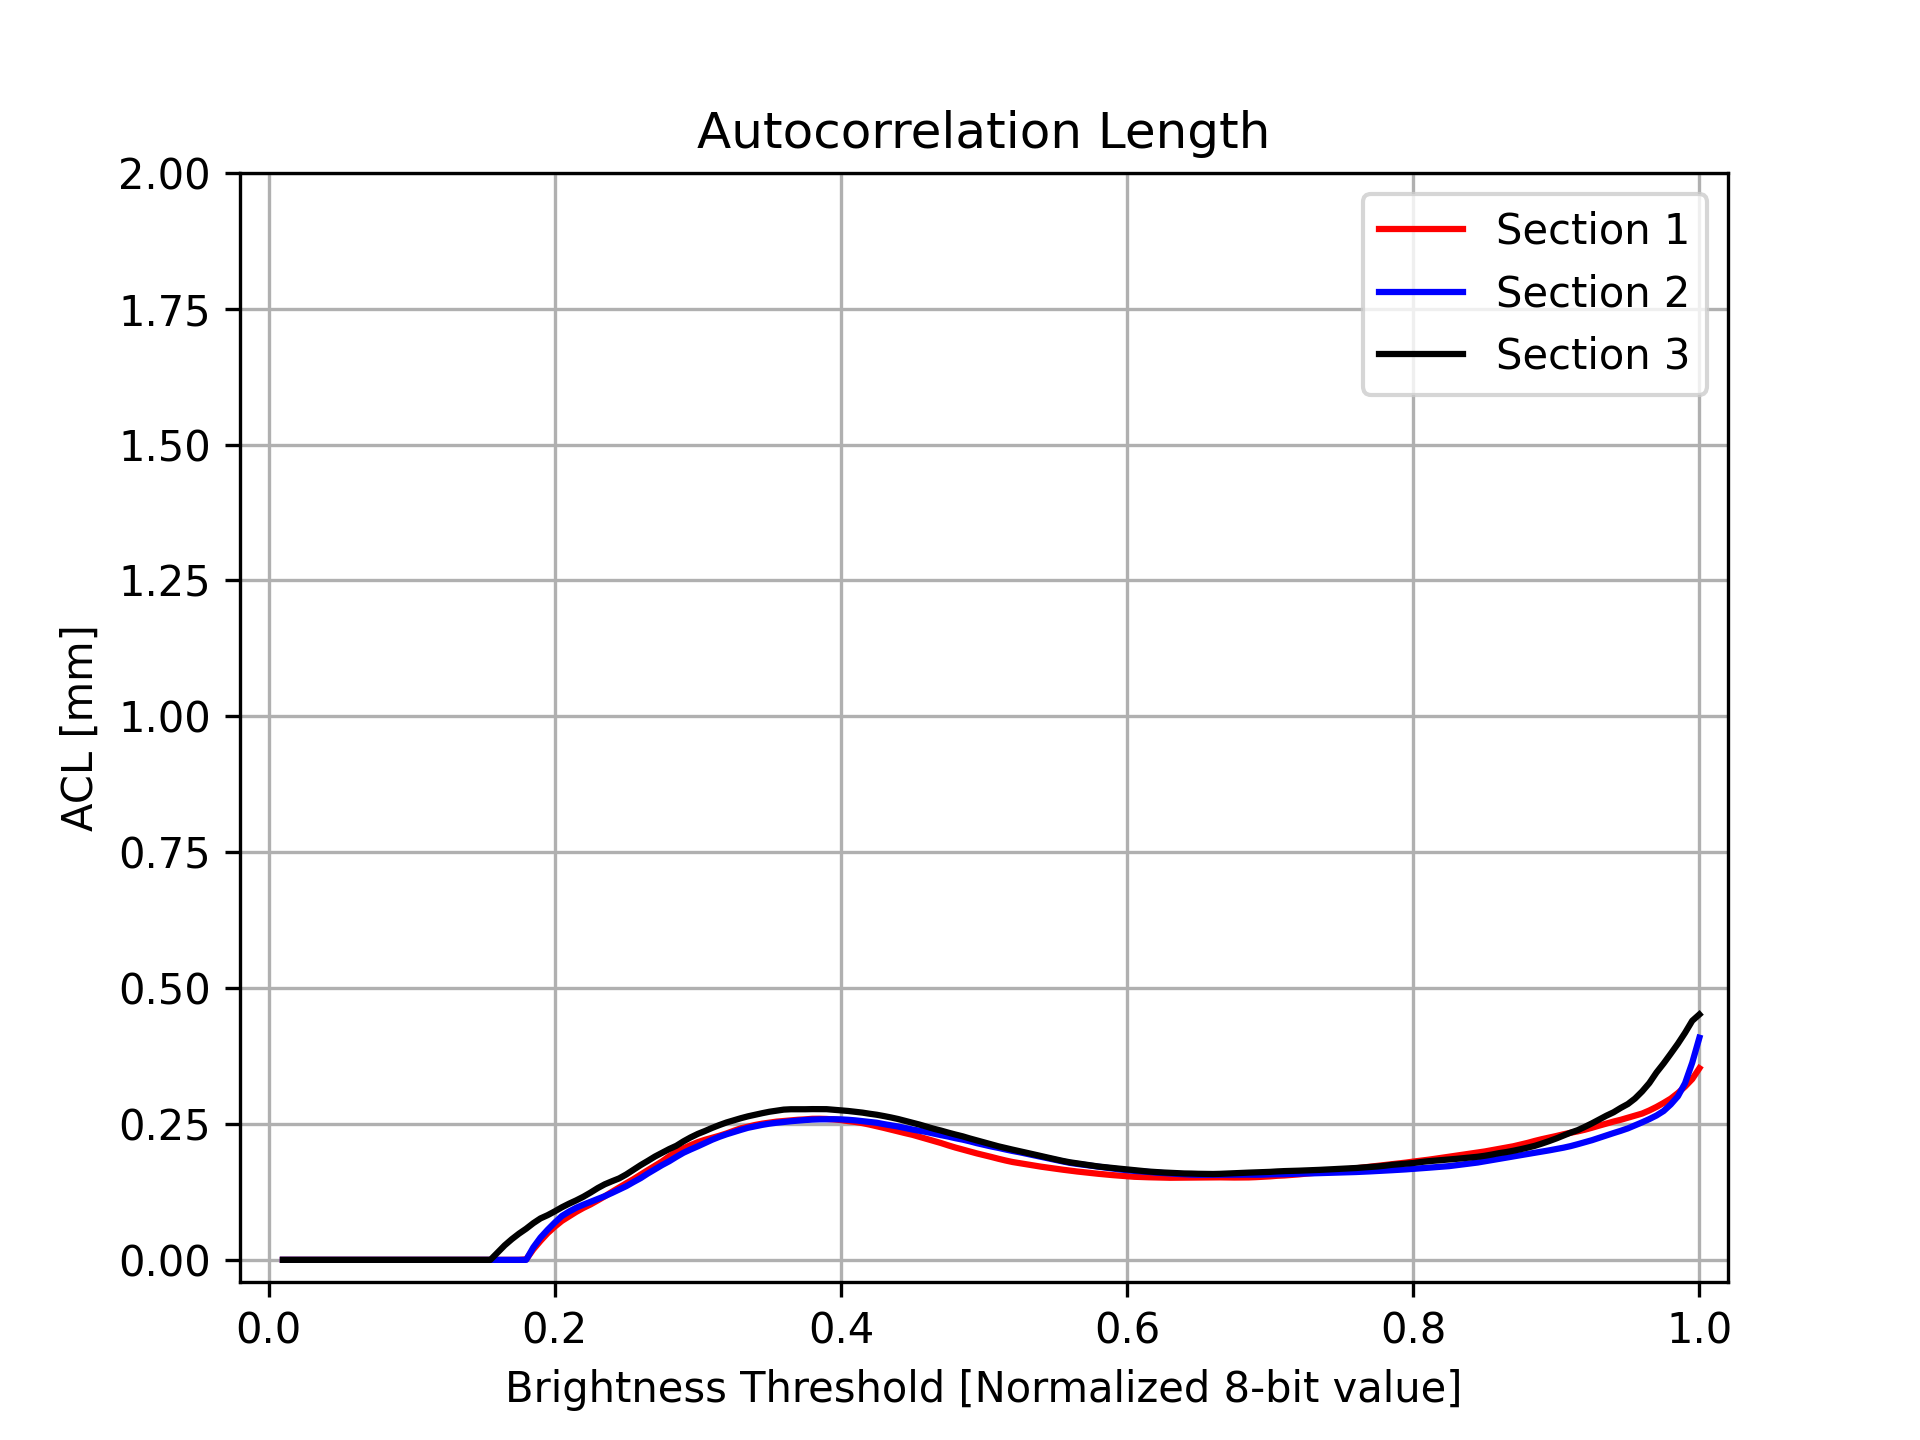 Autocorrelation Length
2.00
1.75
1.50
1.25
1.00
0.75
0.50
0.25
0.00
ACL [mm]
Section 1
Section 2
Section 3
0.0 0.2 0.4 0.6 0.8 1.0
Brightness Threshold [Normalized 8-bit value]